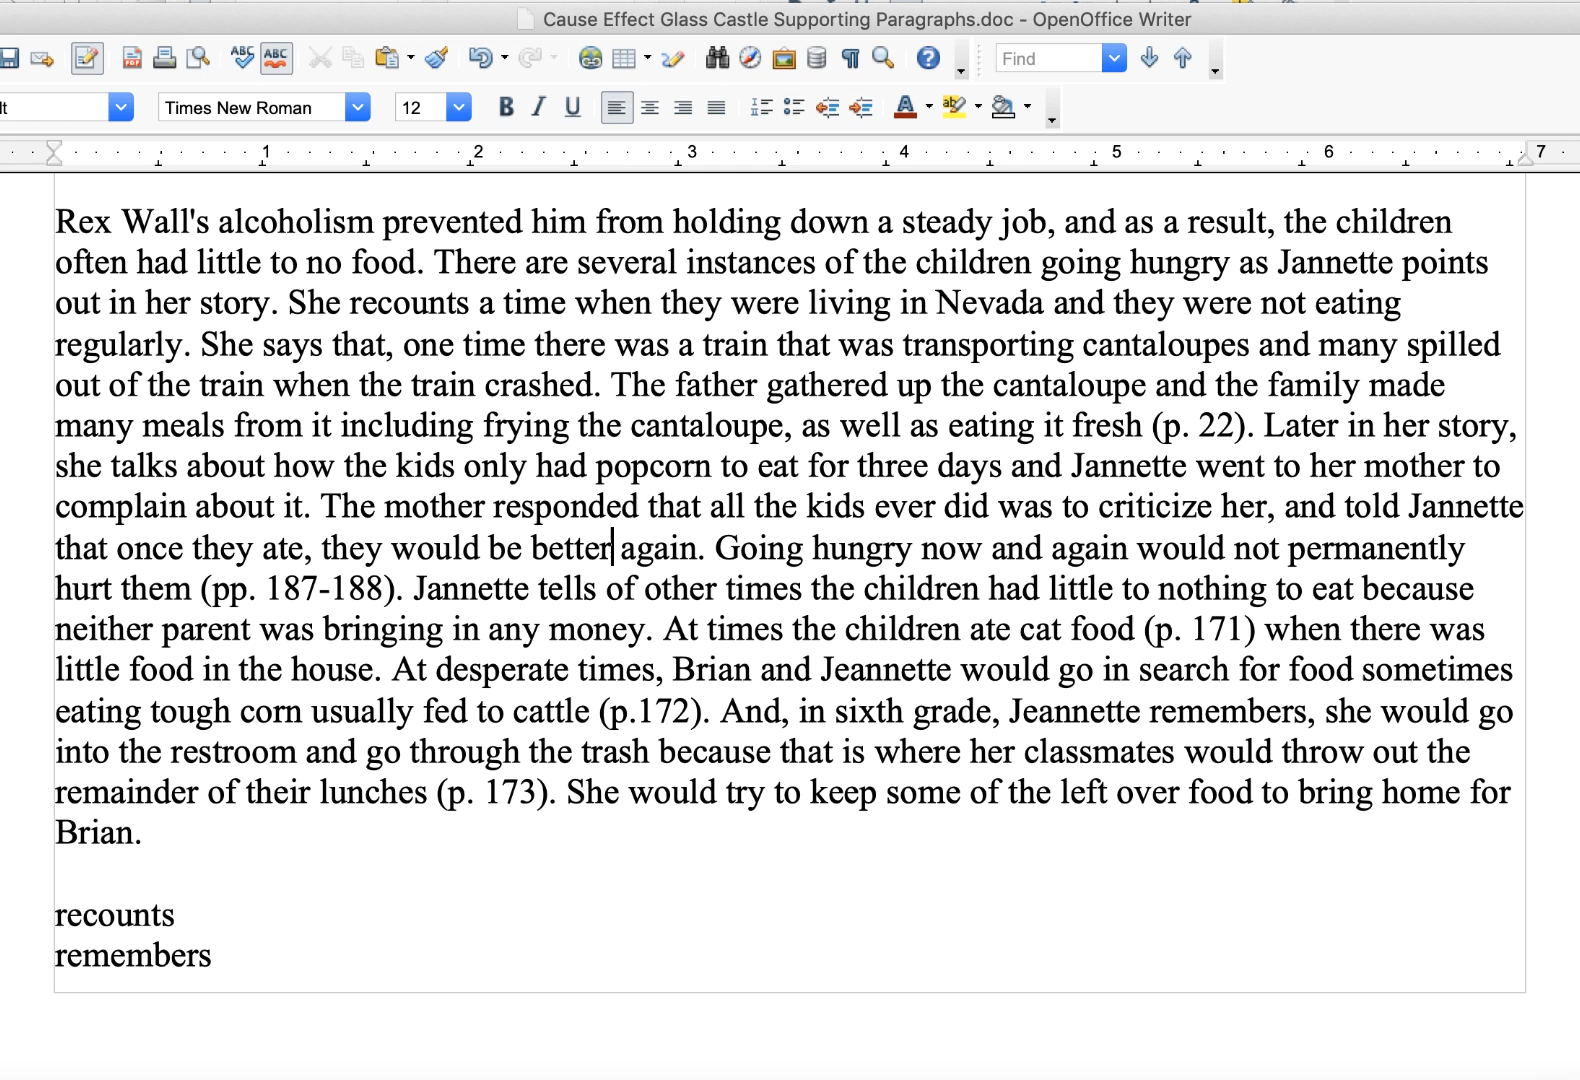 Cause Effect Glass Castle Supporting Paragraphs.doc - OpenOffice Writer
ABC ABC Find
lt Times New Roman 12 B I U
1 2 3 4 5 6 7
Rex Wall's alcoholism prevented him from holding down a steady job, and as a result, the children
often had little to no food. There are several instances of the children going hungry as Jannette points
out in her story. She recounts a time when they were living in Nevada and they were not eating
regularly. She says that, one time there was a train that was transporting cantaloupes and many spilled
out of the train when the train crashed. The father gathered up the cantaloupe and the family made
many meals from it including frying the cantaloupe, as well as eating it fresh (p. 22). Later in her story,
she talks about how the kids only had popcorn to eat for three days and Jannette went to her mother to
complain about it. The mother responded that all the kids ever did was to criticize her, and told Jannette
that once they ate, they would be better again. Going hungry now and again would not permanently
hurt them (pp. 187-188). Jannette tells of other times the children had little to nothing to eat because
neither parent was bringing in any money. At times the children ate cat food (p. 171) when there was
little food in the house. At desperate times, Brian and Jeannette would go in search for food sometimes
eating tough corn usually fed to cattle (p.172). And, in sixth grade, Jeannette remembers, she would go
into the restroom and go through the trash because that is where her classmates would throw out the
remainder of their lunches (p. 173). She would try to keep some of the left over food to bring home for
Brian.
recounts
remembers